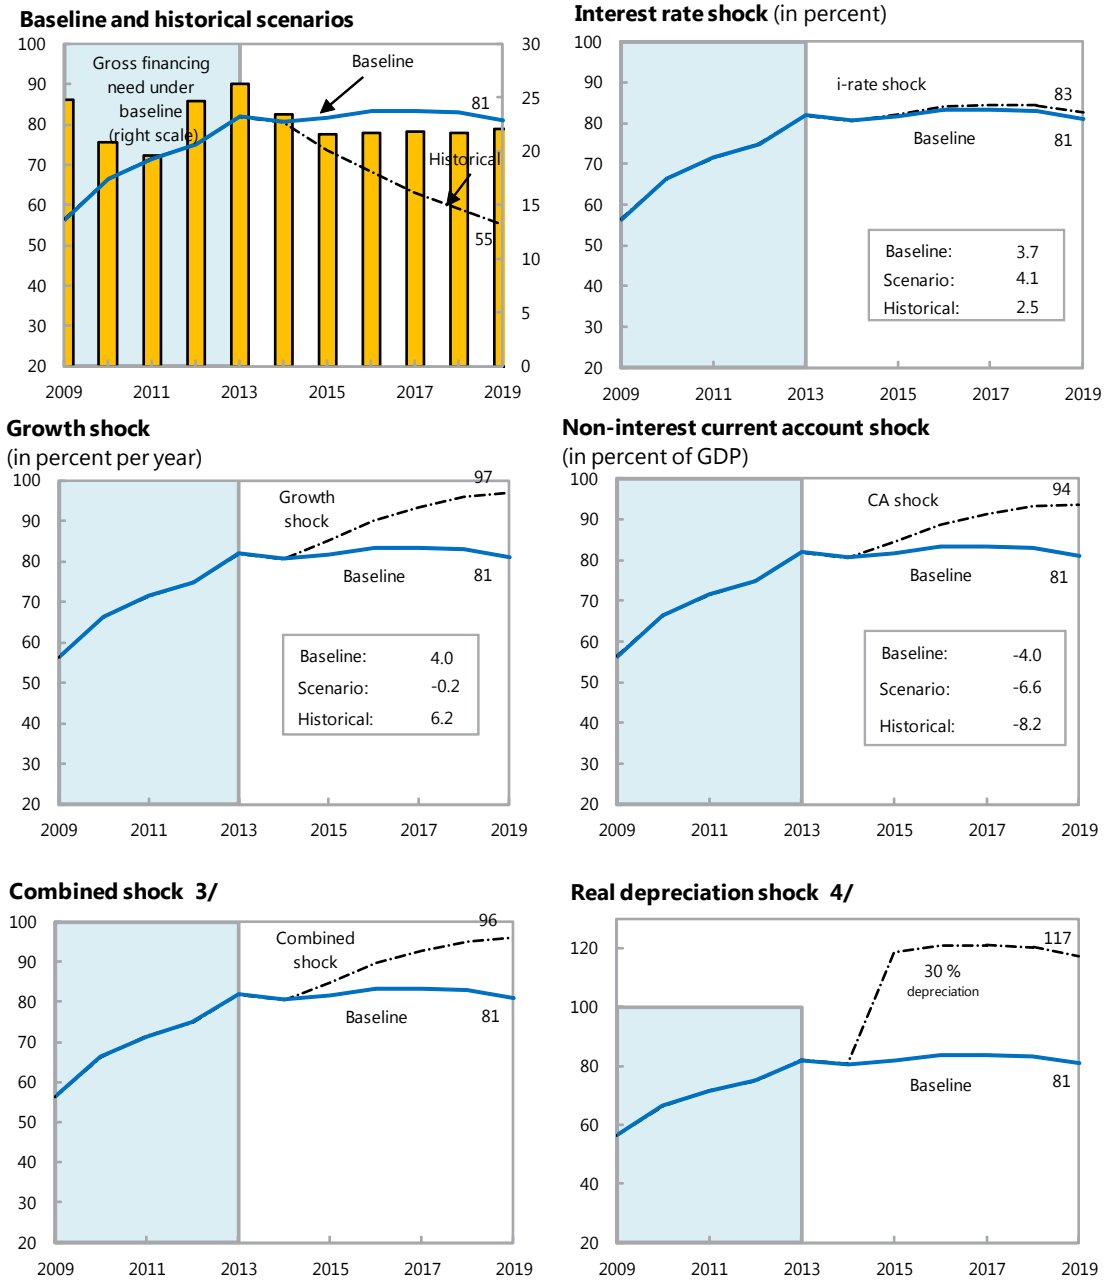 Baseline and historical scenarios
100
90
80
70
60
50
40
30
20
30
25
20
15
10
5
0
Gross financing
need under
baseline
(right scale)
Baseline
81
Historical
55
2009 2011 2013 2015 2017 2019
Interest rate shock (in percent)
100
90
80
70
60
50
40
30
20
i-rate shock
83
Baseline
81
Baseline: 3.7
Scenario: 4.1
Historical: 2.5
2009 2011 2013 2015 2017 2019
Growth shock
(in percent per year)
100
90
80
70
60
50
40
30
20
97
Growth
shock
Baseline
81
Baseline: 4.0
Scenario: -0.2
Historical: 6.2
2009 2011 2013 2015 2017 2019
Non-interest current account shock
(in percent of GDP)
100
90
80
70
60
50
40
30
20
94
CA shock
Baseline
81
Baseline: -4.0
Scenario: -6.6
Historical: -8.2
2009 2011 2013 2015 2017 2019
Combined shock 3/
100
90
80
70
60
50
40
30
20
96
Combined
shock
Baseline
81
2009 2011 2013 2015 2017 2019
Real depreciation shock 4/
120
100
80
60
40
20
117
30 %
depreciation
Baseline
81
2009 2011 2013 2015 2017 2019